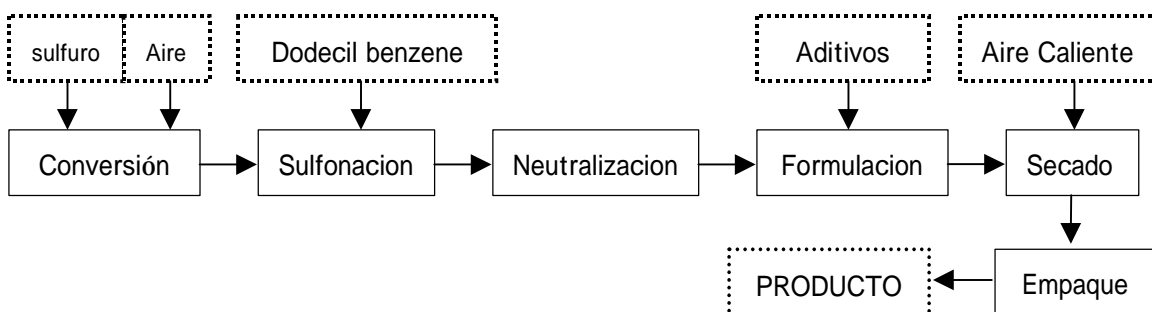 sulfuro Aire Dodecil benzene Aditivos Aire Caliente
Conversión Sulfonacion Neutralizacion Formulacion Secado
PRODUCTO Empaque